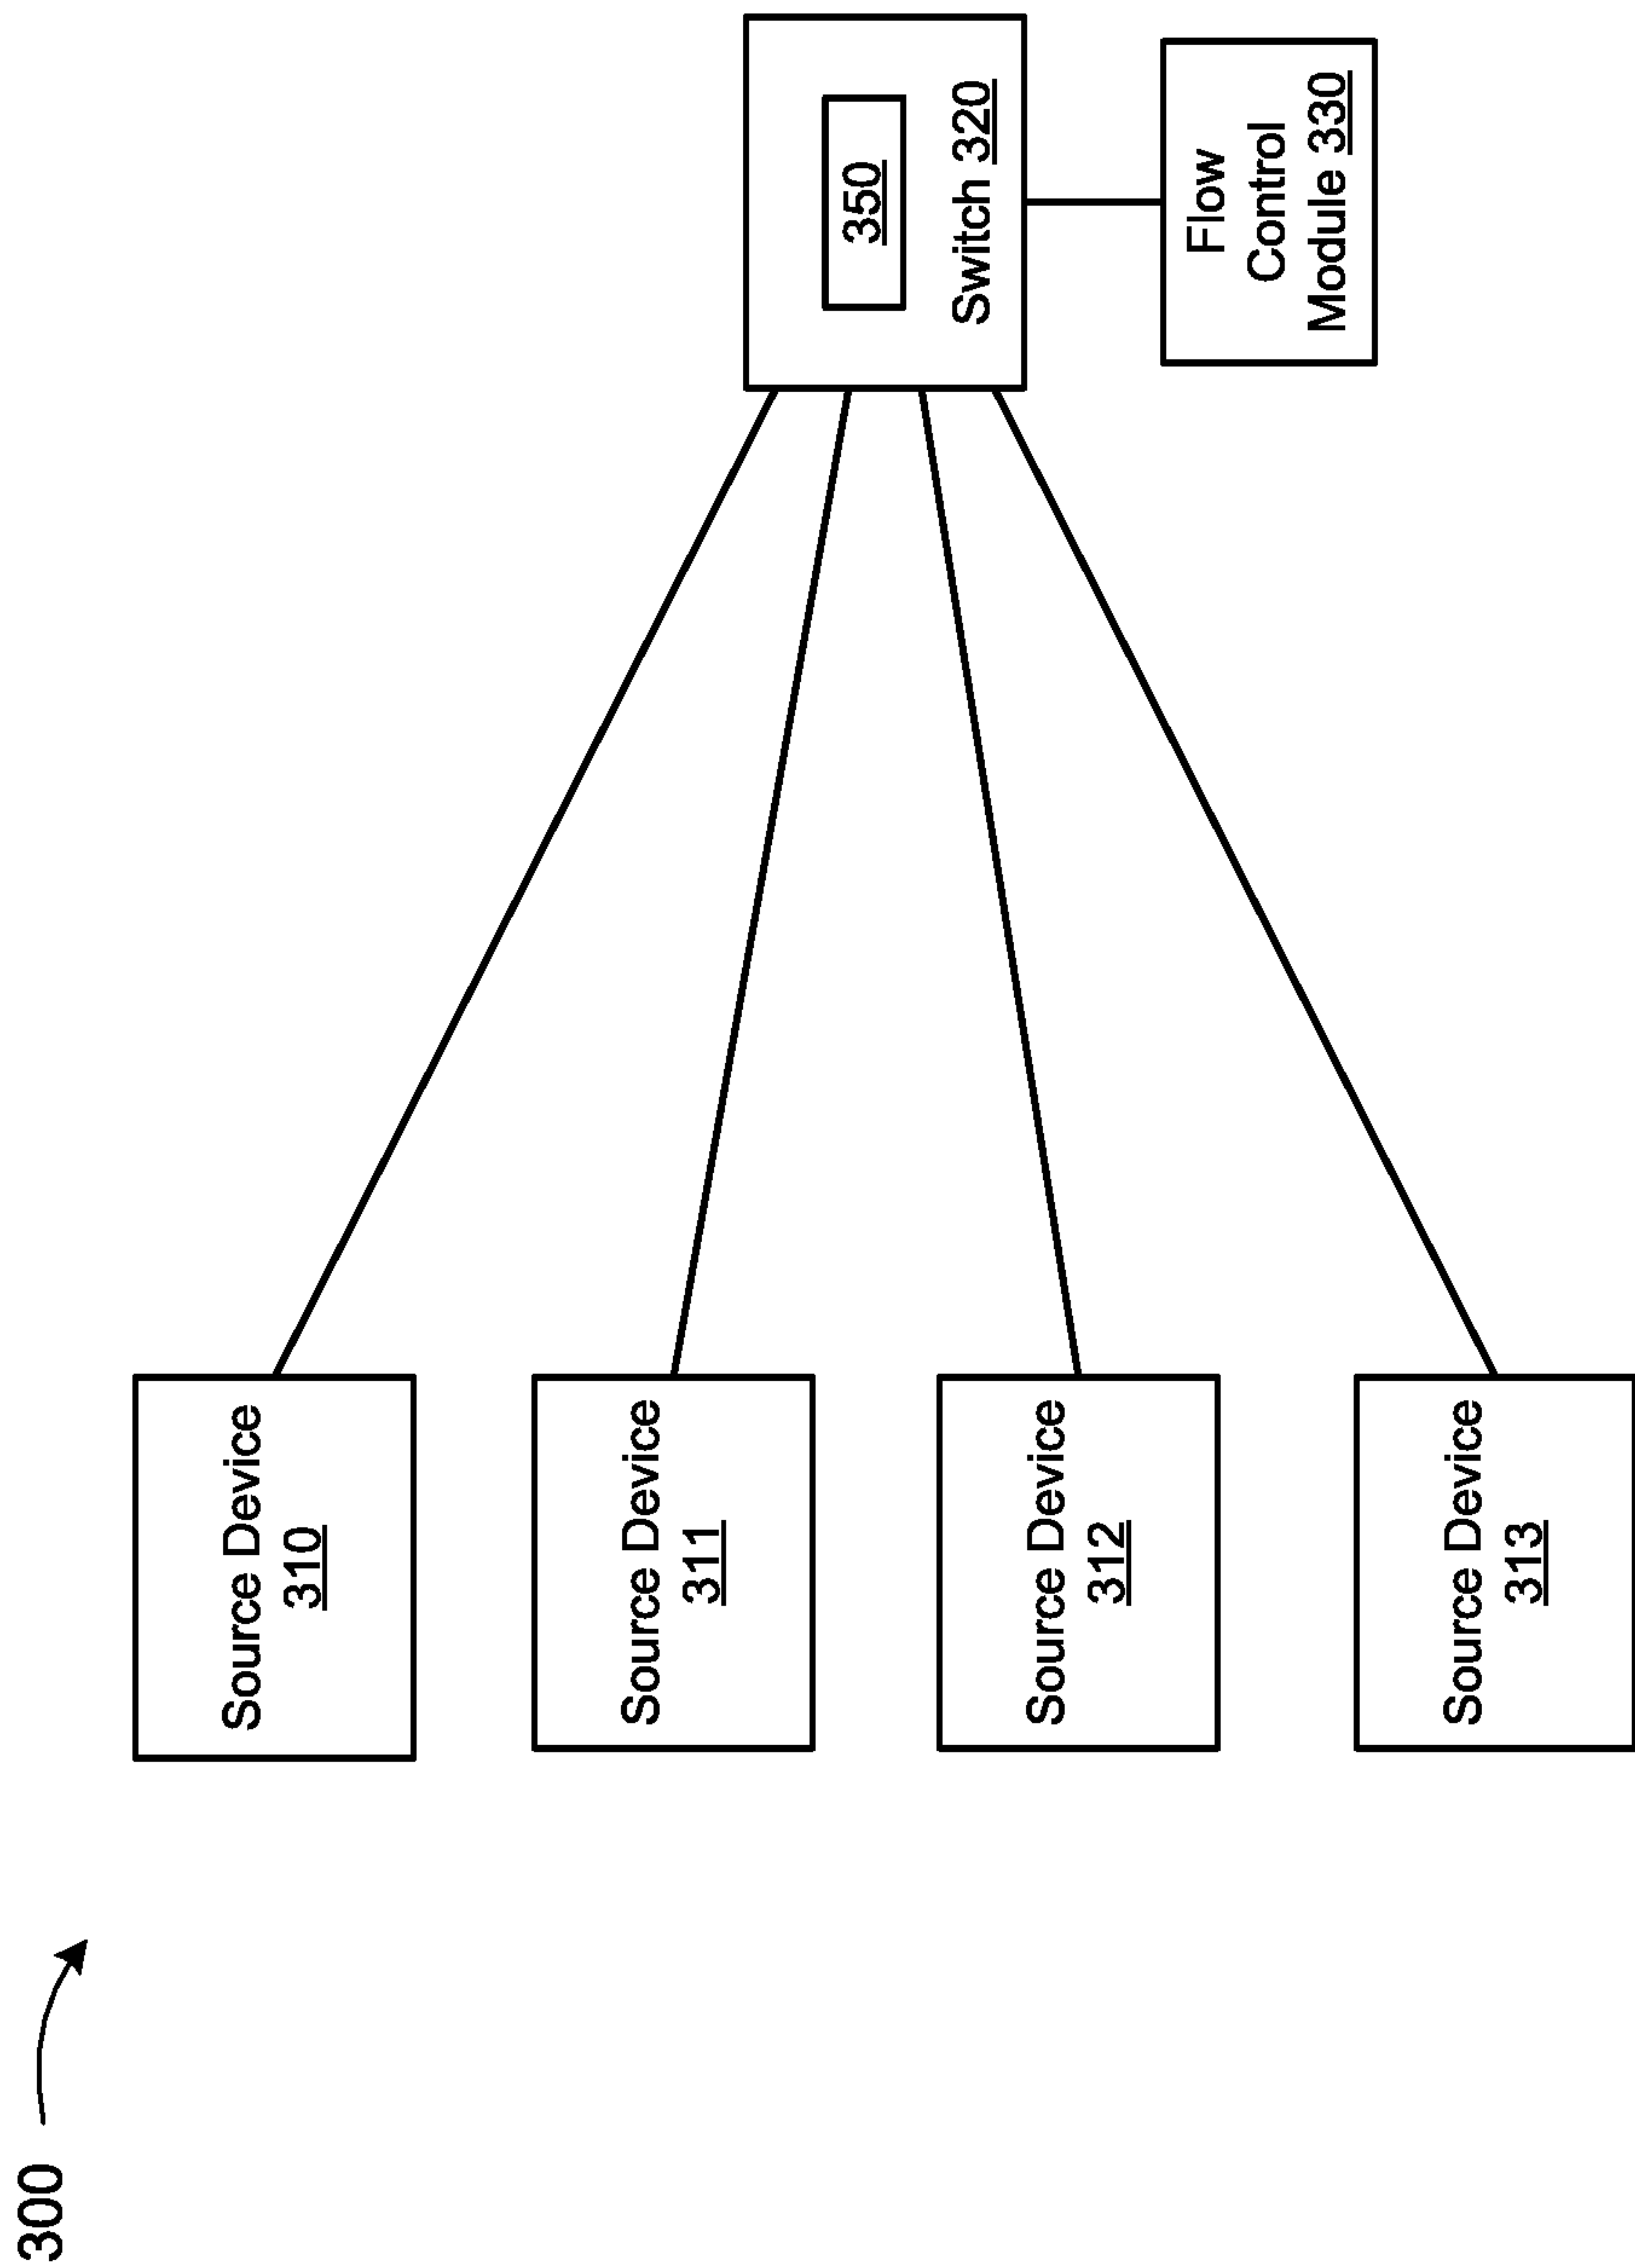 300
Source Device
310
Source Device
311
Source Device
312
Source Device
313
350
Switch 320
Flow
Control
Module 330